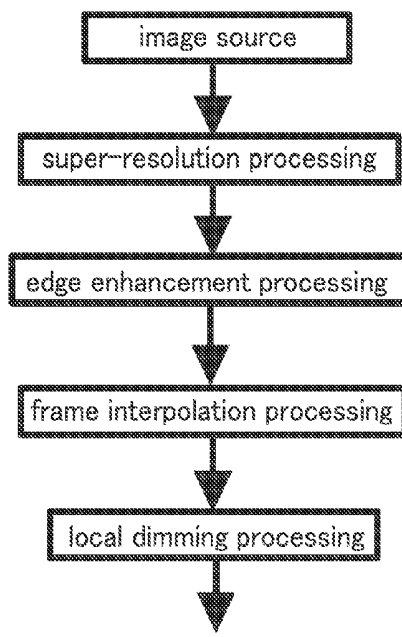 image source
super-resolution processing
edge enhancement processing
frame interpolation processing
local dimming processing